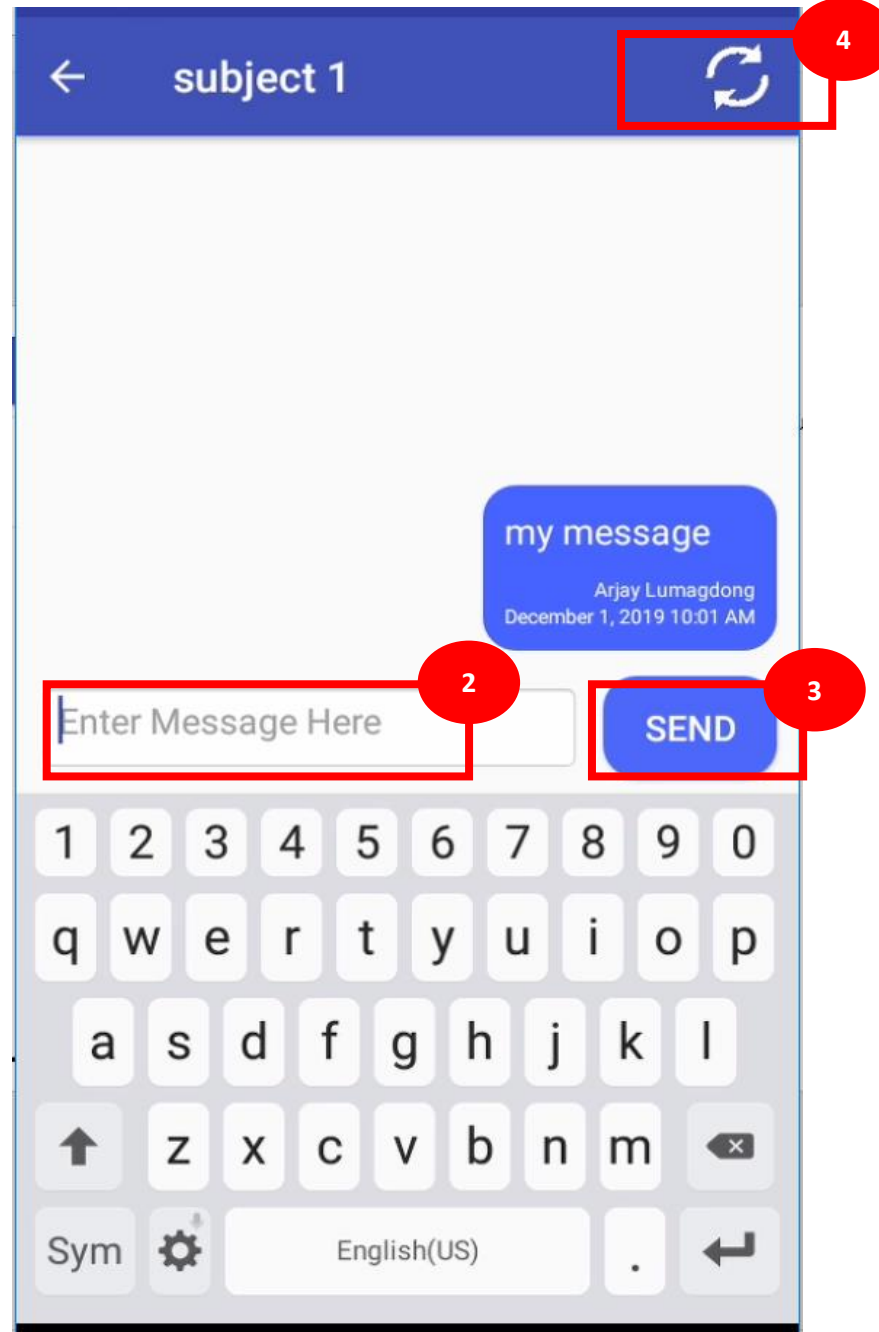 4
subject 1
my message
Arjay Lumagdong
December 1, 2019 10:01 AM
2
3
Enter Message Here
SEND
1 2 3 4 5 6 7 8 9 0
q w e r t y u i o p
a s d f g h j k l
z x c v b n m
Sym English(US) .